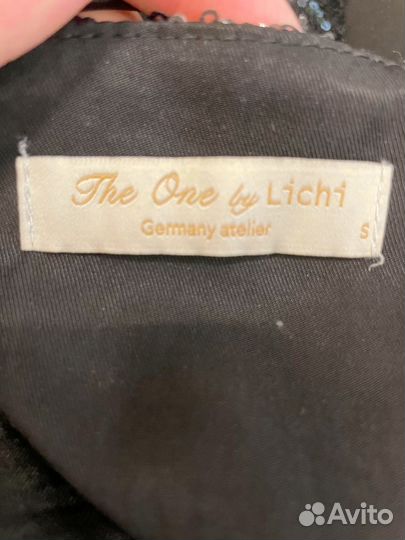 The One by Lichi
Germany atelier
S
Avito